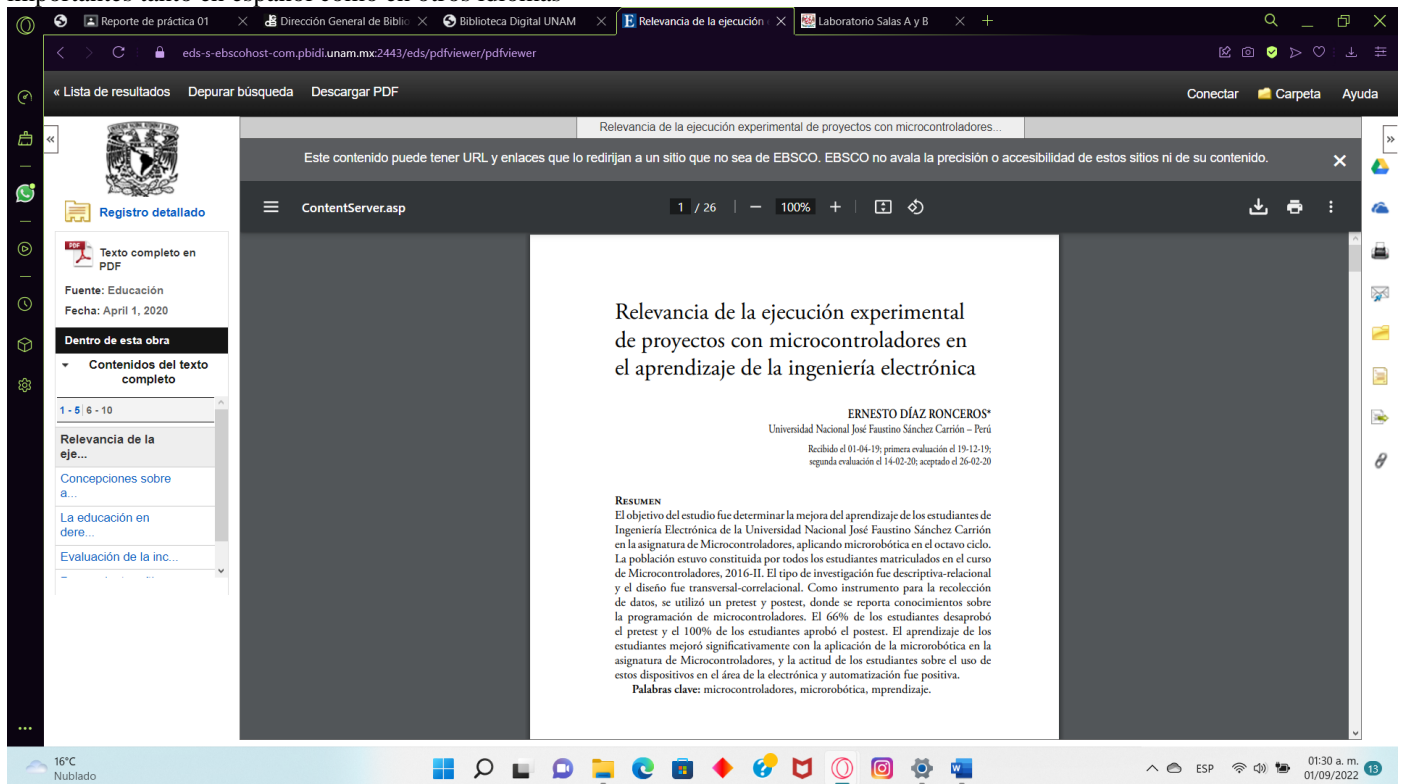 importantes tanto en español como en otros idiomas
Reporte de práctica 01
Dirección General de Biblio
Biblioteca Digital UNAM
Relevancia de la ejecución
Laboratorio Salas A y B
eds-s-ebscohost-com.pbidi.unam.mx:2443/eds/pdfviewer/pdfviewer
« Lista de resultados Depurar búsqueda Descargar PDF
Conectar Carpeta Ayuda
Registro detallado
PDF
Texto completo en
PDF
Fuente: Educación
Fecha: April 1, 2020
Dentro de esta obra
Contenidos del texto
completo
1 - 5 | 6 - 10
Relevancia de la
eje...
Concepciones sobre
a...
La educación en
dere...
Evaluación de la inc...
Relevancia de la ejecución experimental de proyectos con microcontroladores...
Este contenido puede tener URL y enlaces que lo redirijan a un sitio que no sea de EBSCO. EBSCO no avala la precisión o accesibilidad de estos sitios ni de su contenido.
ContentServer.asp
1 / 26
100%
Relevancia de la ejecución experimental
de proyectos con microcontroladores en
el aprendizaje de la ingeniería electrónica
ERNESTO DÍAZ RONCEROS*
Universidad Nacional José Faustino Sánchez Carrión – Perú
Recibido el 01-04-19; primera evaluación el 19-12-19;
segunda evaluación el 14-02-20; aceptado el 26-02-20
RESUMEN
El objetivo del estudio fue determinar la mejora del aprendizaje de los estudiantes de
Ingeniería Electrónica de la Universidad Nacional José Faustino Sánchez Carrión
en la asignatura de Microcontroladores, aplicando microrobótica en el octavo ciclo.
La población estuvo constituida por todos los estudiantes matriculados en el curso
de Microcontroladores, 2016-II. El tipo de investigación fue descriptiva-relacional
y el diseño fue transversal-correlacional. Como instrumento para la recolección
de datos, se utilizó un pretest y postest, donde se reporta conocimientos sobre
la programación de microcontroladores. El 66% de los estudiantes desaprobó
el pretest y el 100% de los estudiantes aprobó el postest. El aprendizaje de los
estudiantes mejoró significativamente con la aplicación de la microrobótica en la
asignatura de Microcontroladores, y la actitud de los estudiantes sobre el uso de
estos dispositivos en el área de la electrónica y automatización fue positiva.
Palabras clave: microcontroladores, microrobótica, mprendizaje.
16°C
Nublado
ESP
01:30 a. m.
01/09/2022
13